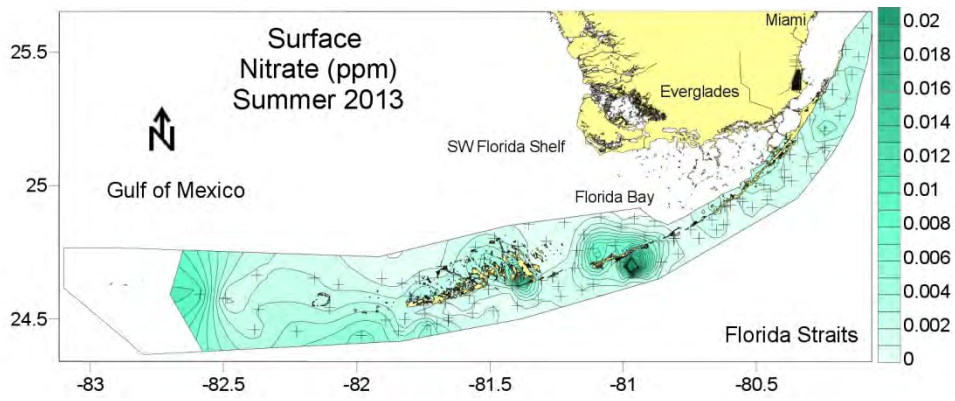 Surface
Nitrate (ppm)
Summer 2013
N
Gulf of Mexico
Miami
Everglades
SW Florida Shelf
Florida Bay
Florida Straits
25.5
25
24.5
-83
-82.5
-82
-81.5
-81
-80.5
0.02
0.018
0.016
0.014
0.012
0.01
0.008
0.006
0.004
0.002
0